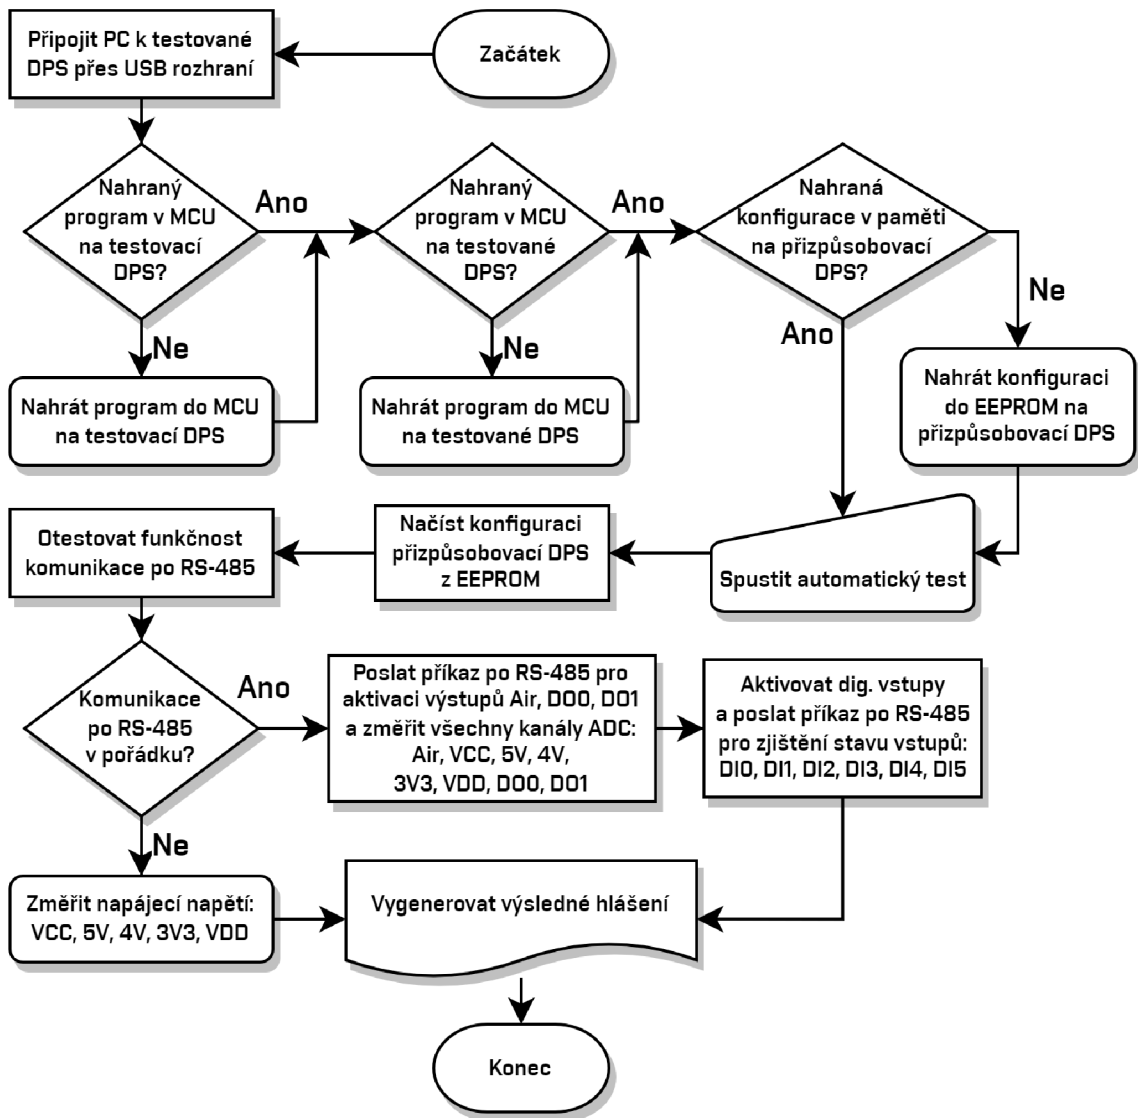 Připojit PC k testované
DPS přes USB rozhraní
Začátek
Nahraný
program v MCU
na testovací
DPS?
Ano
Nahraný
program v MCU
na testované
DPS?
Ano
Nahraná
konfigurace v paměti
na přizpůsobovací
DPS?
Ne
Ano
Ne
Ne
Nahrát program do MCU
na testovací DPS
Nahrát program do MCU
na testované DPS
Nahrát konfiguraci
do EEPROM na
přizpůsobovací DPS
Otestovat funkčnost
komunikace po RS-485
Načíst konfiguraci
přizpůsobovací DPS
z EEPROM
Spustit automatický test
Komunikace
po RS-485
v pořádku?
Ano
Poslat příkaz po RS-485 pro
aktivaci výstupů Air, DO0, DO1
a změřit všechny kanály ADC:
Air, VCC, 5V, 4V,
3V3, VDD, DO0, DO1
Aktivovat dig. vstupy
a poslat příkaz po RS-485
pro zjištění stavu vstupů:
DI0, DI1, DI2, DI3, DI4, DI5
Ne
Změřit napájecí napětí:
VCC, 5V, 4V, 3V3, VDD
Vygenerovat výsledné hlášení
Konec